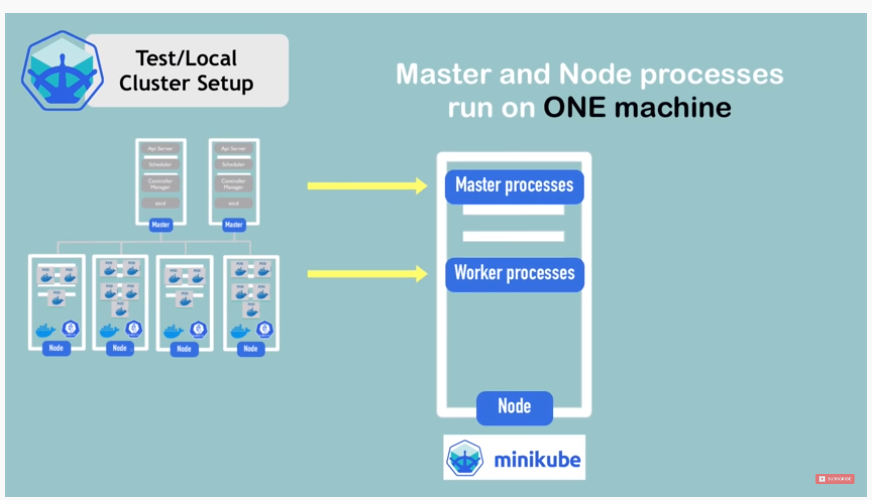 Test/Local
Cluster Setup
Master and Node processes
run on ONE machine
Api Server
Api Server
Scheduler
Scheduler
Controller
Manager
Controller
Manager
etcd
etcd
Master
Master
Master processes
Worker processes
Node
Node
Node
Node
Node
minikube
SUBSCRIBE